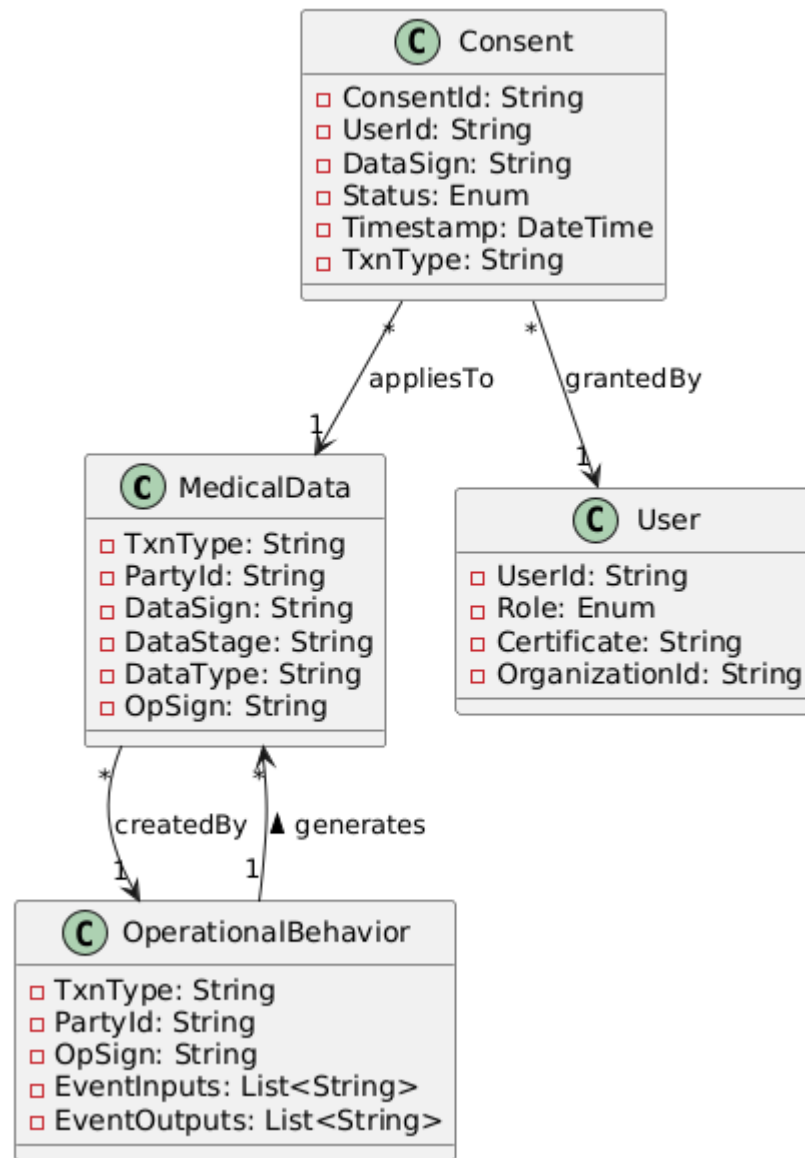 C Consent
ConsentId: String
UserId: String
DataSign: String
Status: Enum
Timestamp: DateTime
TxnType: String
* *
appliesTo grantedBy
1 1
C MedicalData
TxnType: String
PartyId: String
DataSign: String
DataStage: String
DataType: String
OpSign: String
C User
UserId: String
Role: Enum
Certificate: String
OrganizationId: String
* *
createdBy ▲ generates
1 1
C OperationalBehavior
TxnType: String
PartyId: String
OpSign: String
EventInputs: List<String>
EventOutputs: List<String>